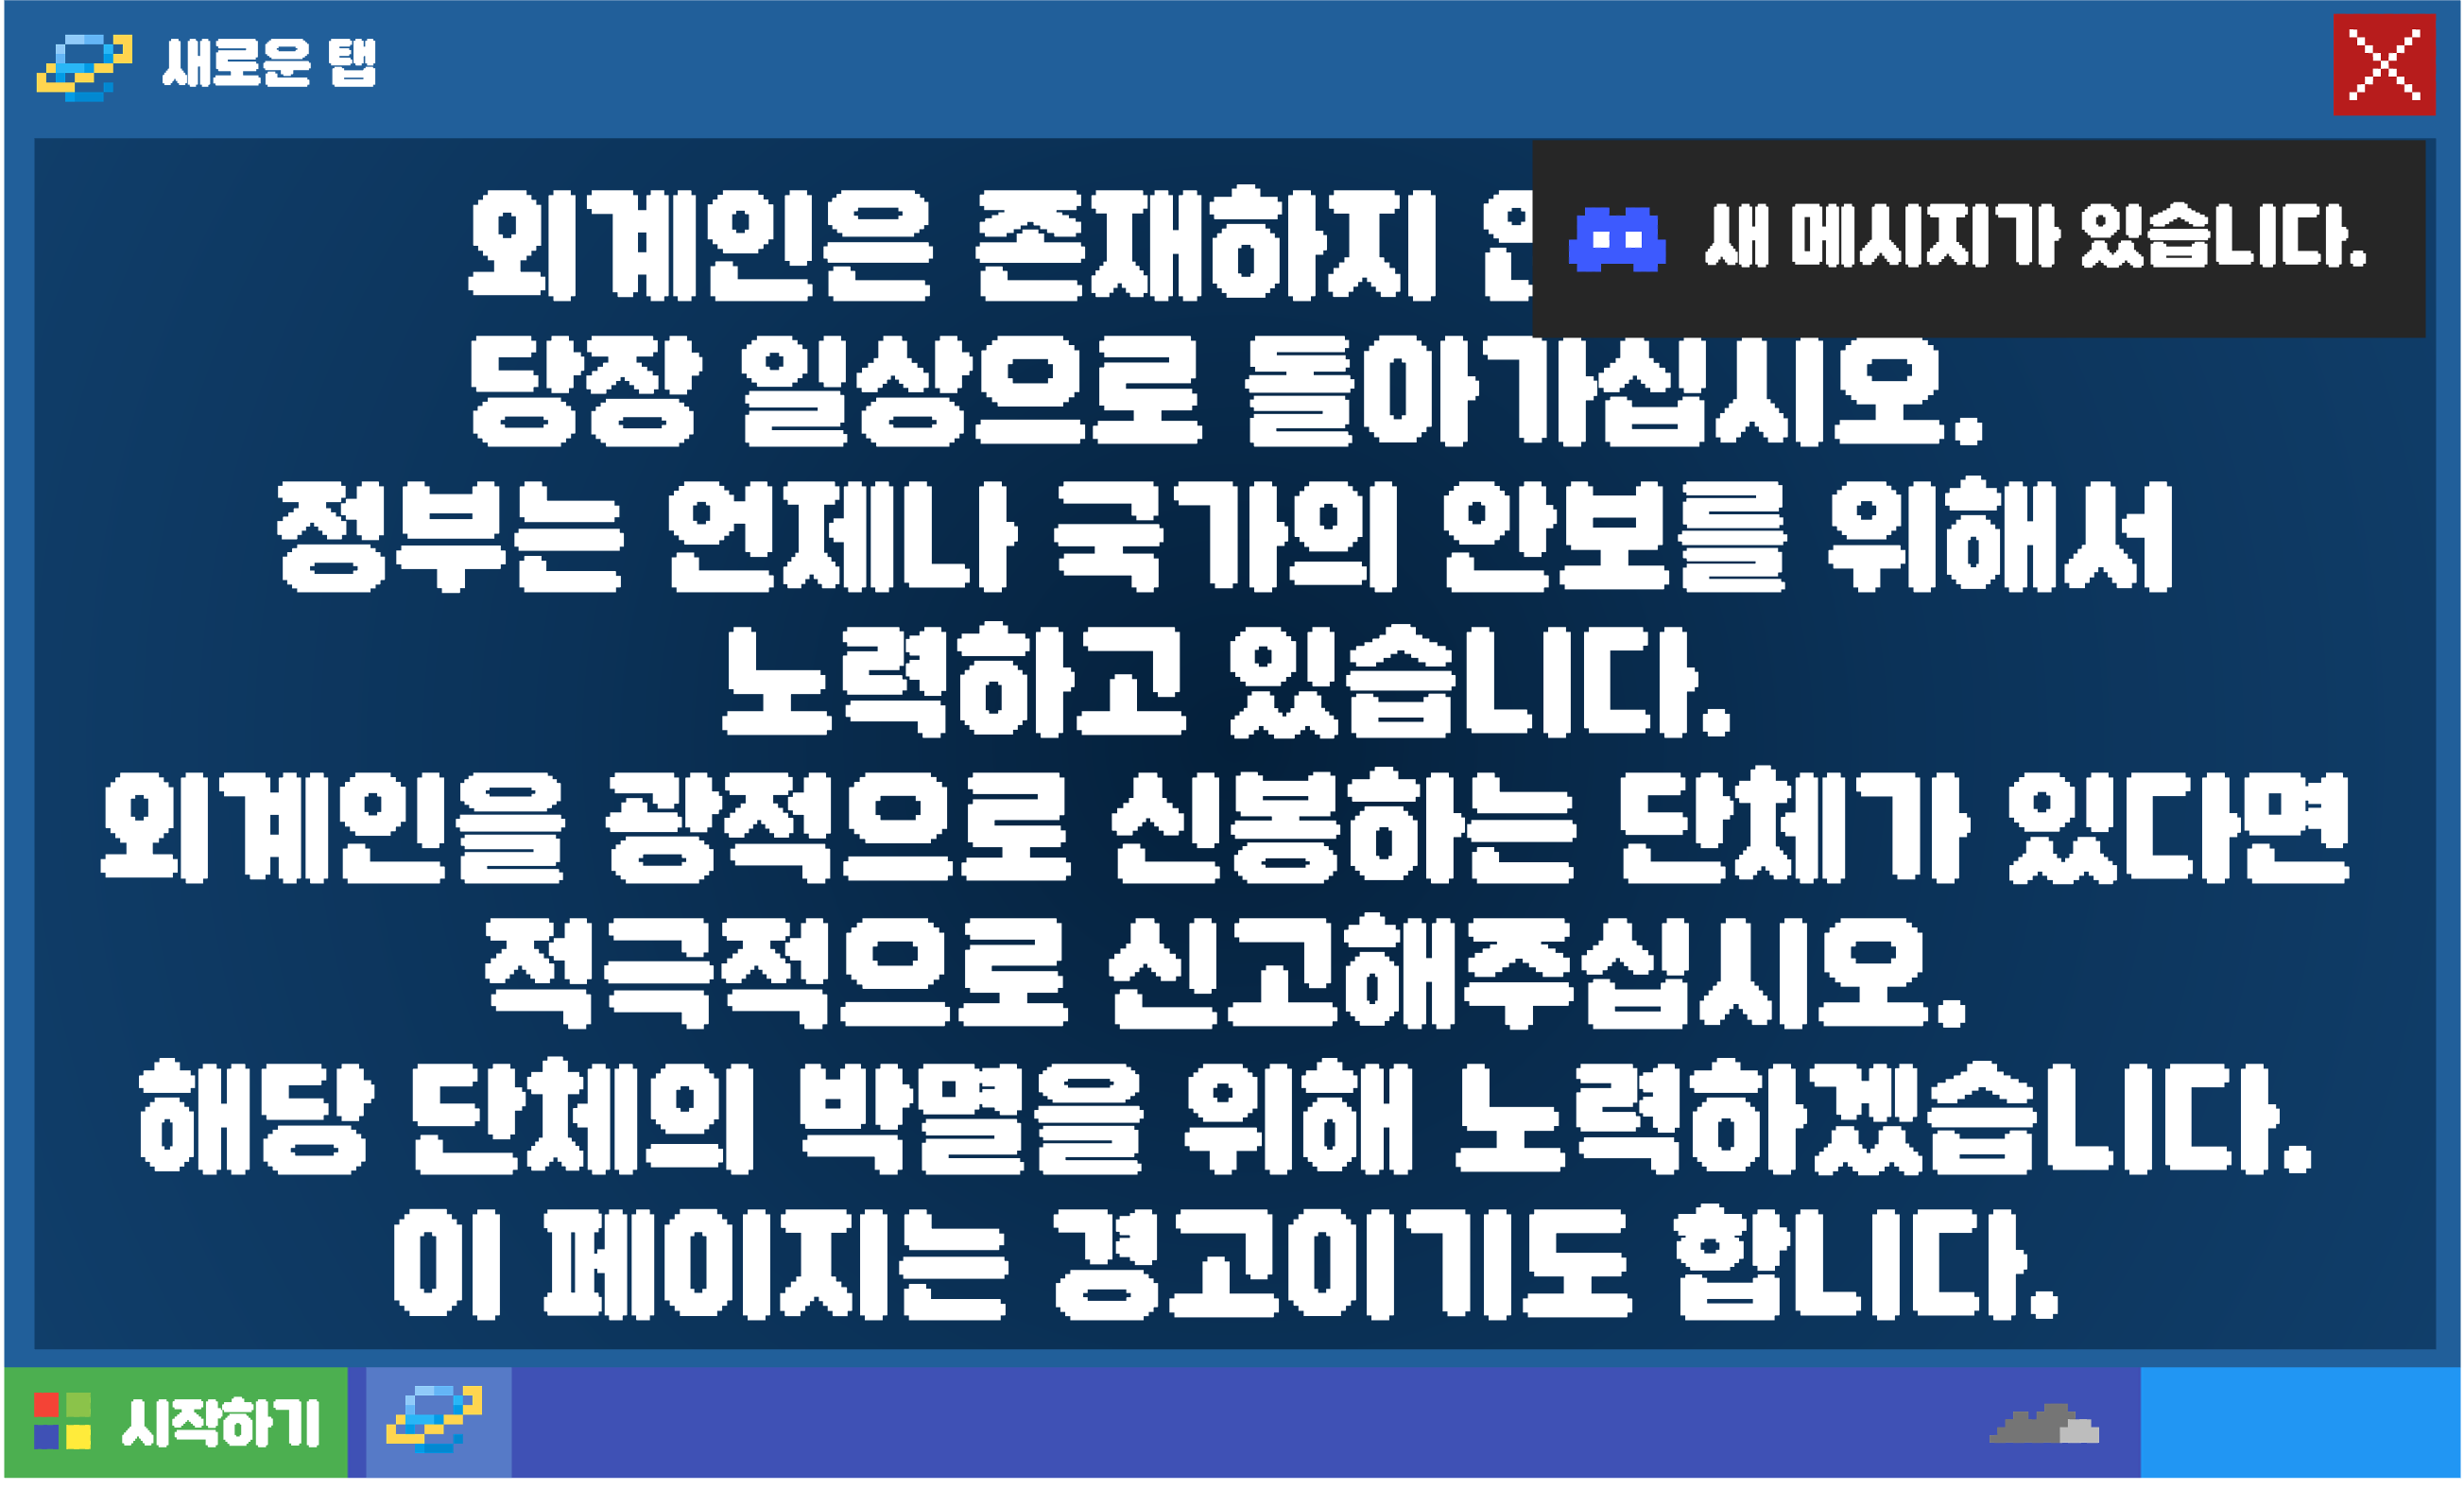 새로운 탭
외계인은 존재하지
새 메시지가 있습니다.
당장 일상으로 돌아가십시오.
정부는 언제나 국가의 안보를 위해서
노력하고 있습니다.
외계인을 광적으로 신봉하는 단체가 있다면
적극적으로 신고해주십시오.
해당 단체의 박멸을 위해 노력하겠습니다.
이 페이지는 경고이기도 합니다.
시작하기